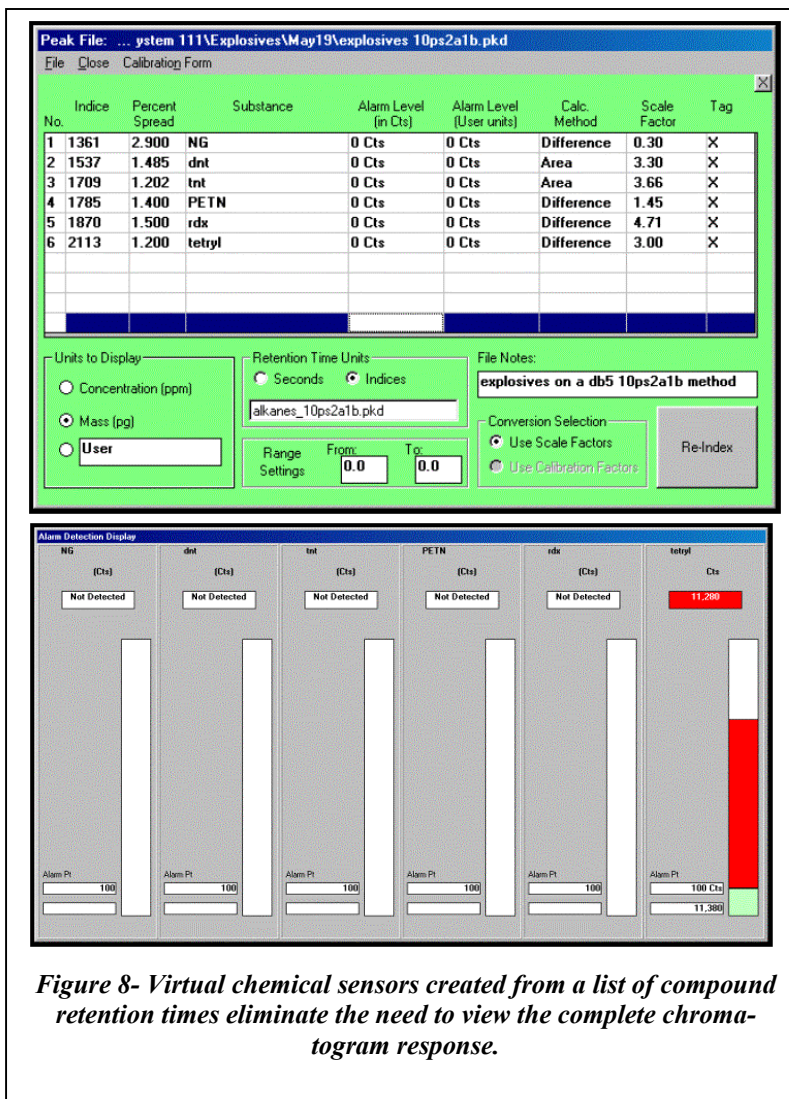 Peak File: ... ystem 111\Explosives\May19\explosives 10ps2a1b.pkd
File Close Calibration Form
X
No. Indice Percent Spread Substance Alarm Level (in Cts) Alarm Level (User units) Calc. Method Scale Factor Tag
1 1361 2.900 NG 0 Cts 0 Cts Difference 0.30 X
2 1537 1.485 dnt 0 Cts 0 Cts Area 3.30 X
3 1709 1.202 tnt 0 Cts 0 Cts Area 3.66 X
4 1785 1.400 PETN 0 Cts 0 Cts Difference 1.45 X
5 1870 1.500 rdx 0 Cts 0 Cts Difference 4.71 X
6 2113 1.200 tetryl 0 Cts 0 Cts Difference 3.00 X
Units to Display
Concentration (ppm)
Mass (pg)
User
Retention Time Units
Seconds Indices
alkanes_10ps2a1b.pkd
Range Settings From: 0.0 To: 0.0
File Notes:
explosives on a db5 10ps2a1b method
Conversion Selection
Use Scale Factors
Use Calibration Factors
Re-Index
Alarm Detection Display
NG dnt tnt PETN rdx tetryl
(Cts) (Cts) (Cts) (Cts) (Cts) Cts
Not Detected Not Detected Not Detected Not Detected Not Detected 11,280
Alarm Pt Alarm Pt Alarm Pt Alarm Pt Alarm Pt Alarm Pt
100 100 100 100 100 100 Cts
11,380
Figure 8- Virtual chemical sensors created from a list of compound
retention times eliminate the need to view the complete chroma-
togram response.